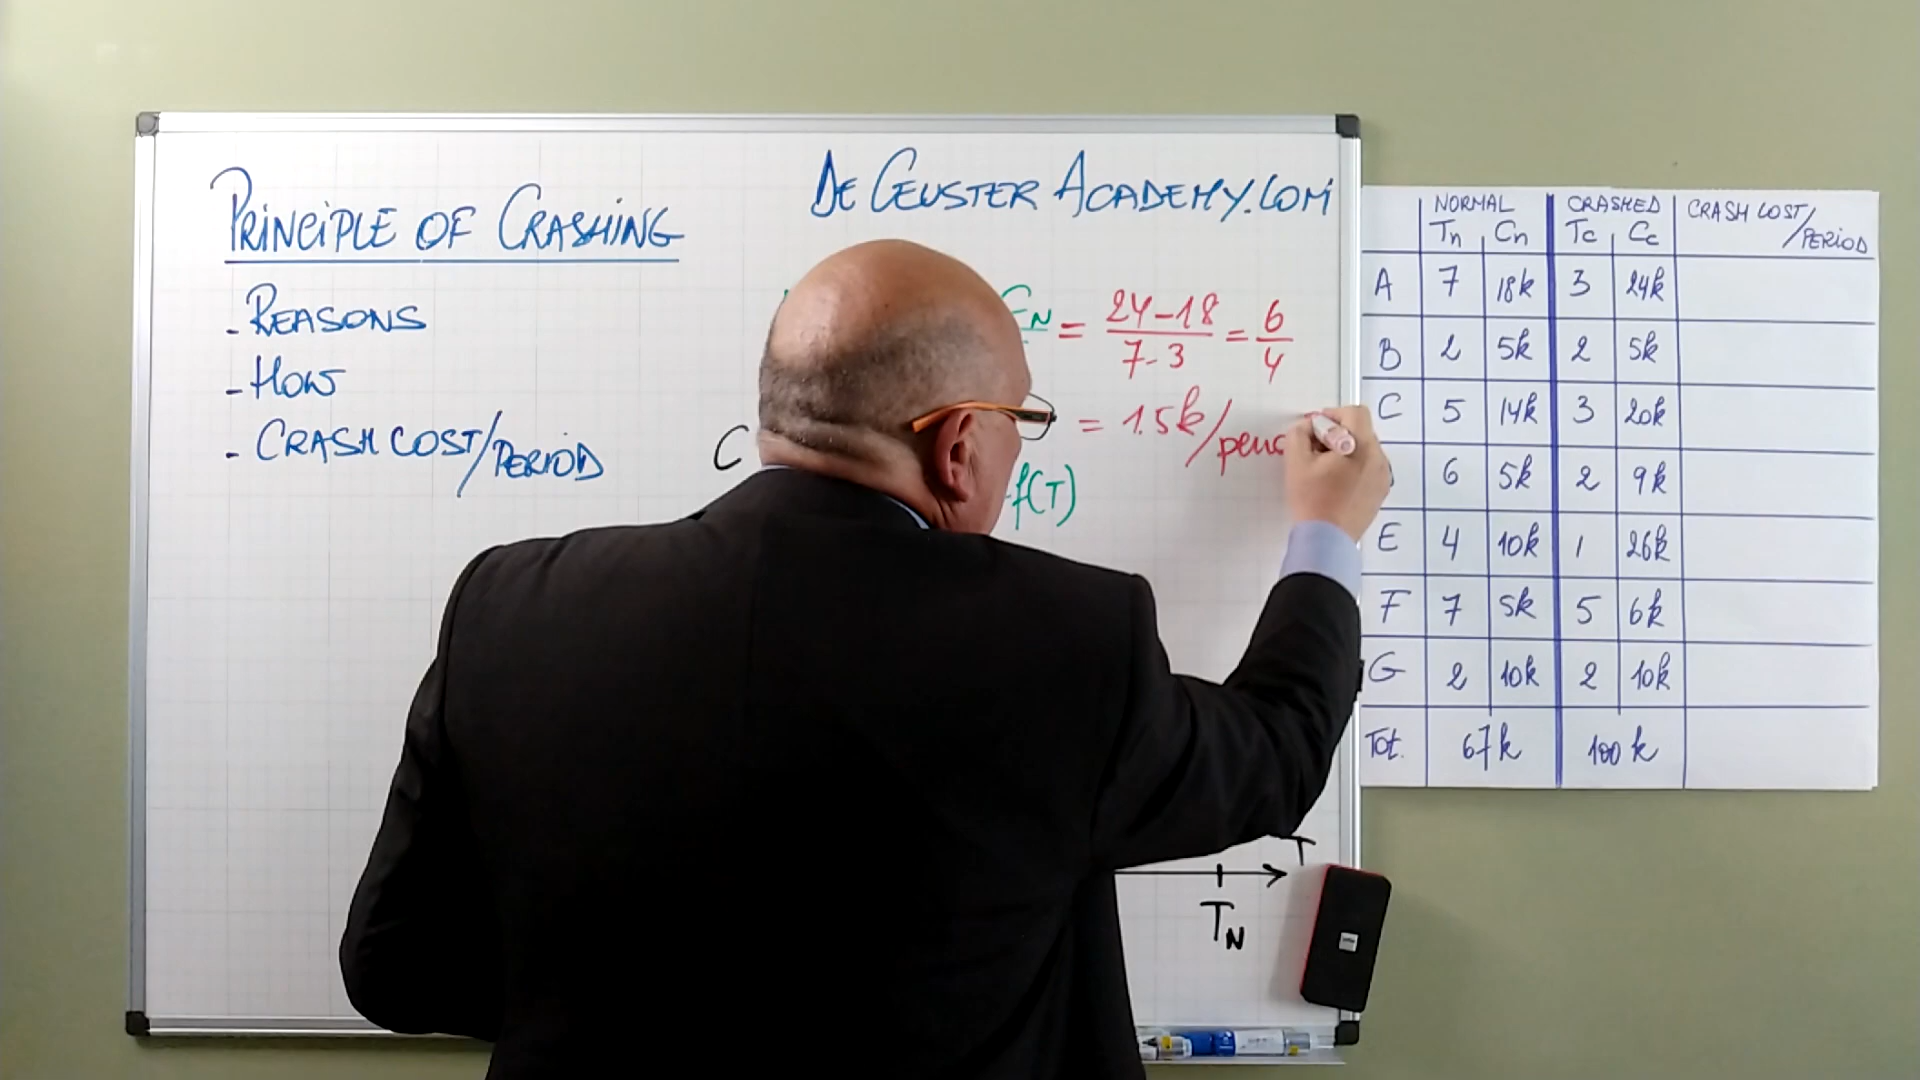 PRINCIPLE OF CRASHING
- REASONS
- HOW
- CRASH COST/PERIOD
DE GEUSTER ACADEMY.COM
= 24-18 / 7-3 = 6/4
= 1.5k/
C
f(T)
T
TN
NORMAL CRASHED CRASH COST/PERIOD
Tn Cn Tc Cc
A 7 18k 3 24k
B 2 5k 2 5k
C 5 14k 3 20k
6 5k 2 9k
E 4 10k 1 26k
F 7 5k 5 6k
G 2 10k 2 10k
Tot. 67k 100k